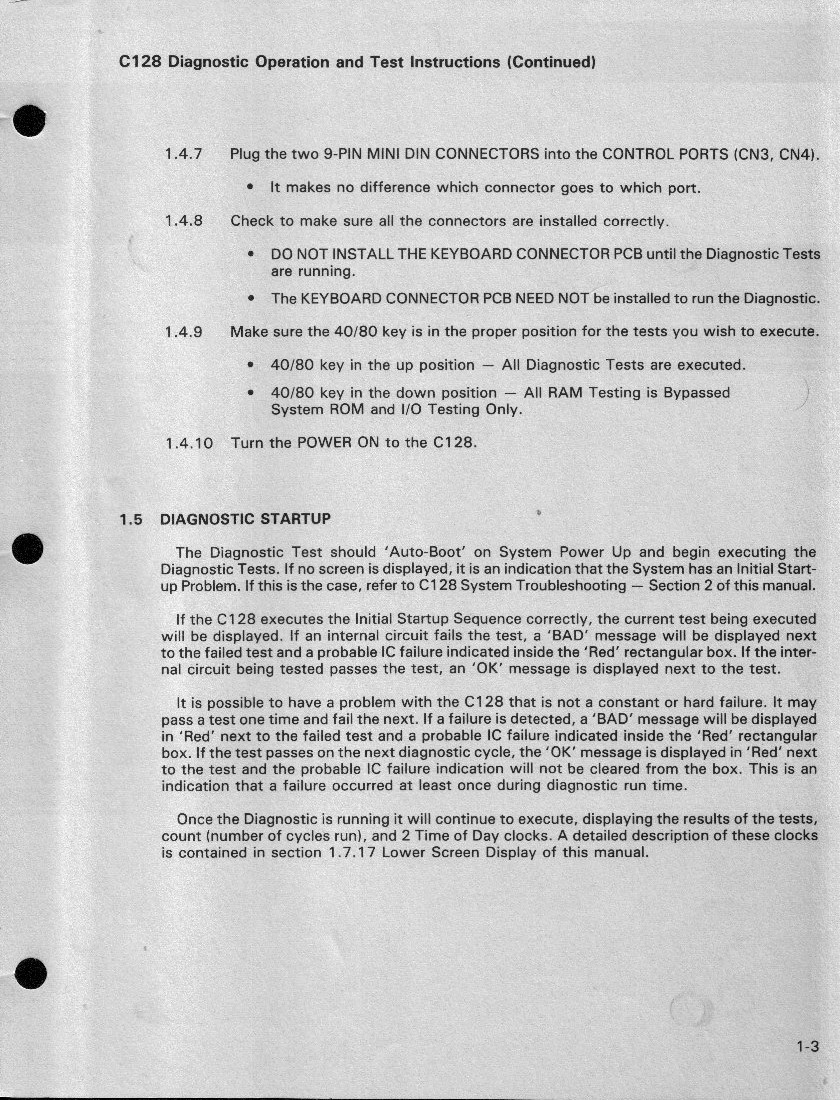 C128 Diagnostic Operation and Test Instructions (Continued)
1.4.7 Plug the two 9-PIN MINI DIN CONNECTORS into the CONTROL PORTS (CN3, CN4).
• It makes no difference which connector goes to which port.
1.4.8 Check to make sure all the connectors are installed correctly.
• DO NOT INSTALL THE KEYBOARD CONNECTOR PCB until the Diagnostic Tests
are running.
• The KEYBOARD CONNECTOR PCB NEED NOT be installed to run the Diagnostic.
1.4.9 Make sure the 40/80 key is in the proper position for the tests you wish to execute.
• 40/80 key in the up position — All Diagnostic Tests are executed.
• 40/80 key in the down position — All RAM Testing is Bypassed
System ROM and I/O Testing Only.
1.4.10 Turn the POWER ON to the C128.
1.5 DIAGNOSTIC STARTUP
The Diagnostic Test should ‘Auto-Boot’ on System Power Up and begin executing the
Diagnostic Tests. If no screen is displayed, it is an indication that the System has an Initial Start-
up Problem. If this is the case, refer to C128 System Troubleshooting — Section 2 of this manual.
If the C128 executes the Initial Startup Sequence correctly, the current test being executed
will be displayed. If an internal circuit fails the test, a ‘BAD’ message will be displayed next
to the failed test and a probable IC failure indicated inside the ‘Red’ rectangular box. If the inter-
nal circuit being tested passes the test, an ‘OK’ message is displayed next to the test.
It is possible to have a problem with the C128 that is not a constant or hard failure. It may
pass a test one time and fail the next. If a failure is detected, a ‘BAD’ message will be displayed
in ‘Red’ next to the failed test and a probable IC failure indicated inside the ‘Red’ rectangular
box. If the test passes on the next diagnostic cycle, the ‘OK’ message is displayed in ‘Red’ next
to the test and the probable IC failure indication will not be cleared from the box. This is an
indication that a failure occurred at least once during diagnostic run time.
Once the Diagnostic is running it will continue to execute, displaying the results of the tests,
count (number of cycles run), and 2 Time of Day clocks. A detailed description of these clocks
is contained in section 1.7.17 Lower Screen Display of this manual.
1-3